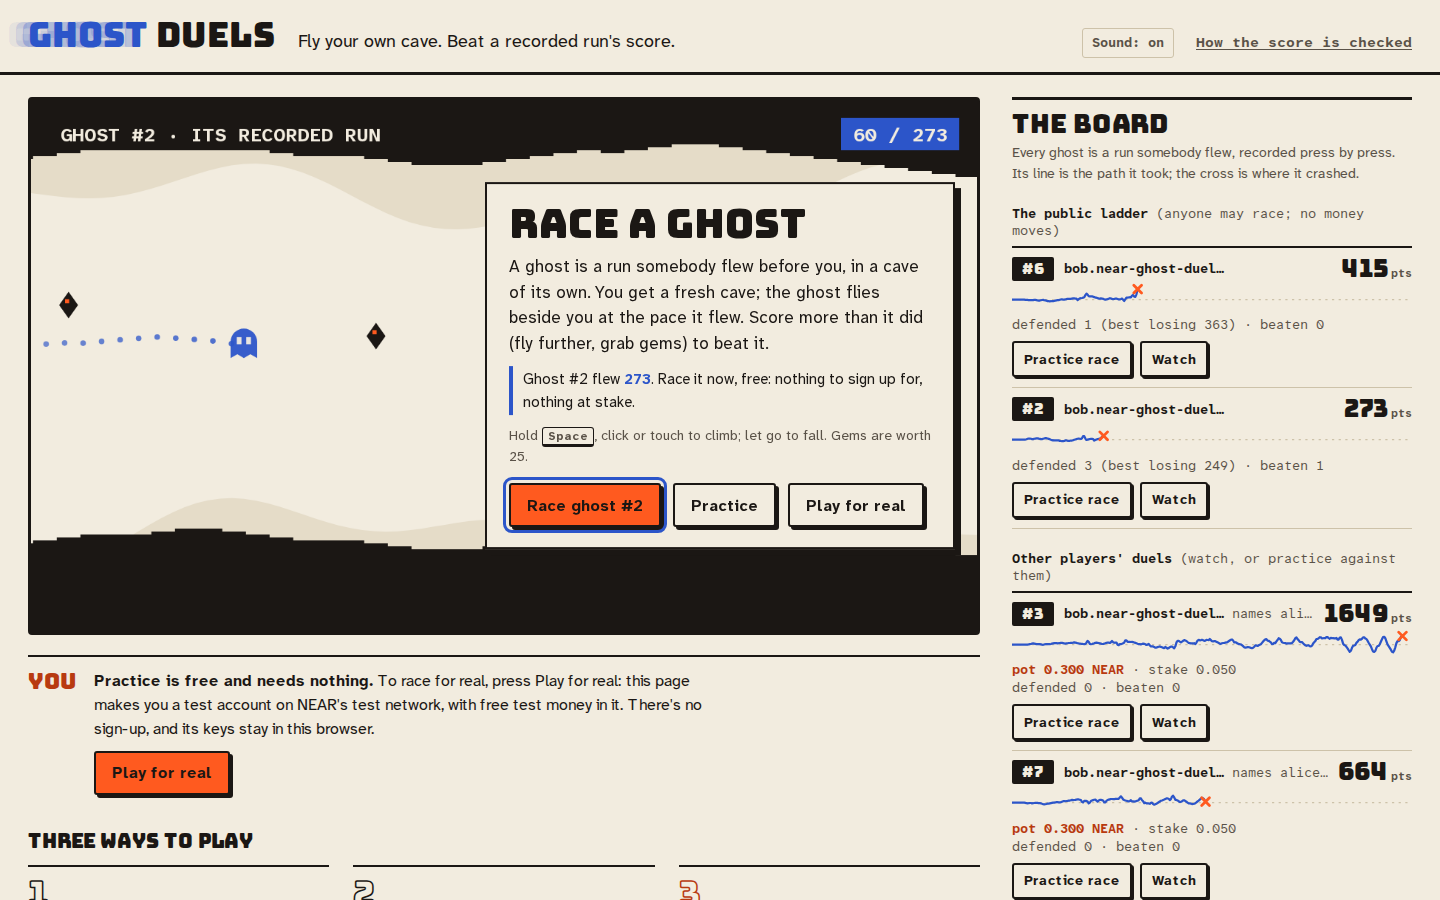 GHOST DUELS
Fly your own cave. Beat a recorded run's score.
Sound: on
How the score is checked
GHOST #2 · ITS RECORDED RUN
60 / 273
RACE A GHOST
A ghost is a run somebody flew before you, in a cave
of its own. You get a fresh cave; the ghost flies
beside you at the pace it flew. Score more than it did
(fly further, grab gems) to beat it.
Ghost #2 flew 273. Race it now, free: nothing to sign up for,
nothing at stake.
Hold Space, click or touch to climb; let go to fall. Gems are worth
25.
Race ghost #2
Practice
Play for real
YOU
Practice is free and needs nothing. To race for real, press Play for real: this page
makes you a test account on NEAR's test network, with free test money in it. There's no
sign-up, and its keys stay in this browser.
Play for real
THREE WAYS TO PLAY
1
2
3
THE BOARD
Every ghost is a run somebody flew, recorded press by press.
Its line is the path it took; the cross is where it crashed.
The public ladder (anyone may race; no money
moves)
#6 bob.near-ghost-duel… 415 pts
defended 1 (best losing 363) · beaten 0
Practice race
Watch
#2 bob.near-ghost-duel… 273 pts
defended 3 (best losing 249) · beaten 1
Practice race
Watch
Other players' duels (watch, or practice against
them)
#3 bob.near-ghost-duel… names ali… 1649 pts
pot 0.300 NEAR · stake 0.050
defended 0 · beaten 0
Practice race
Watch
#7 bob.near-ghost-duel… names alice… 664 pts
pot 0.300 NEAR · stake 0.050
defended 0 · beaten 0
Practice race
Watch